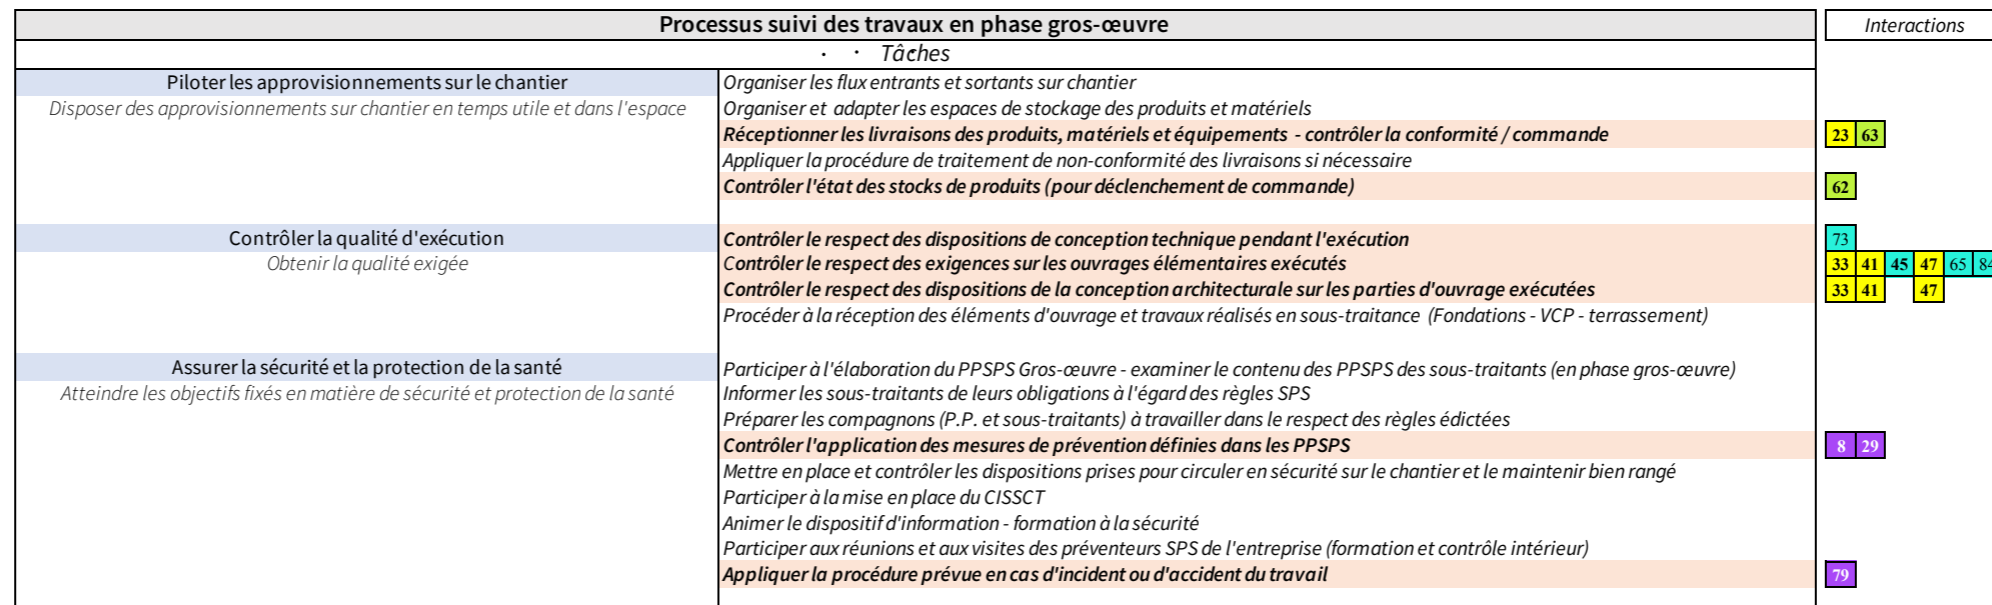 Processus suivi des travaux en phase gros-œuvre
Interactions
Tâches
Piloter les approvisionnements sur le chantier
Organiser les flux entrants et sortants sur chantier
Disposer des approvisionnements sur chantier en temps utile et dans l'espace
Organiser et adapter les espaces de stockage des produits et matériels
Réceptionner les livraisons des produits, matériels et équipements - contrôler la conformité / commande
23 63
Appliquer la procédure de traitement de non-conformité des livraisons si nécessaire
Contrôler l'état des stocks de produits (pour déclenchement de commande)
62
Contrôler la qualité d'exécution
Contrôler le respect des dispositions de conception technique pendant l'exécution
73
Obtenir la qualité exigée
Contrôler le respect des exigences sur les ouvrages élémentaires exécutés
33 41 45 47 65 84
Contrôler le respect des dispositions de la conception architecturale sur les parties d'ouvrage exécutées
33 41 47
Procéder à la réception des éléments d'ouvrage et travaux réalisés en sous-traitance (Fondations - VCP - terrassement)
Assurer la sécurité et la protection de la santé
Participer à l'élaboration du PPSPS Gros-œuvre - examiner le contenu des PPSPS des sous-traitants (en phase gros-œuvre)
Atteindre les objectifs fixés en matière de sécurité et protection de la santé
Informer les sous-traitants de leurs obligations à l'égard des règles SPS
Préparer les compagnons (P.P. et sous-traitants) à travailler dans le respect des règles édictées
Contrôler l'application des mesures de prévention définies dans les PPSPS
8 29
Mettre en place et contrôler les dispositions prises pour circuler en sécurité sur le chantier et le maintenir bien rangé
Participer à la mise en place du CISSCT
Animer le dispositif d'information - formation à la sécurité
Participer aux réunions et aux visites des préventeurs SPS de l'entreprise (formation et contrôle intérieur)
Appliquer la procédure prévue en cas d'incident ou d'accident du travail
79